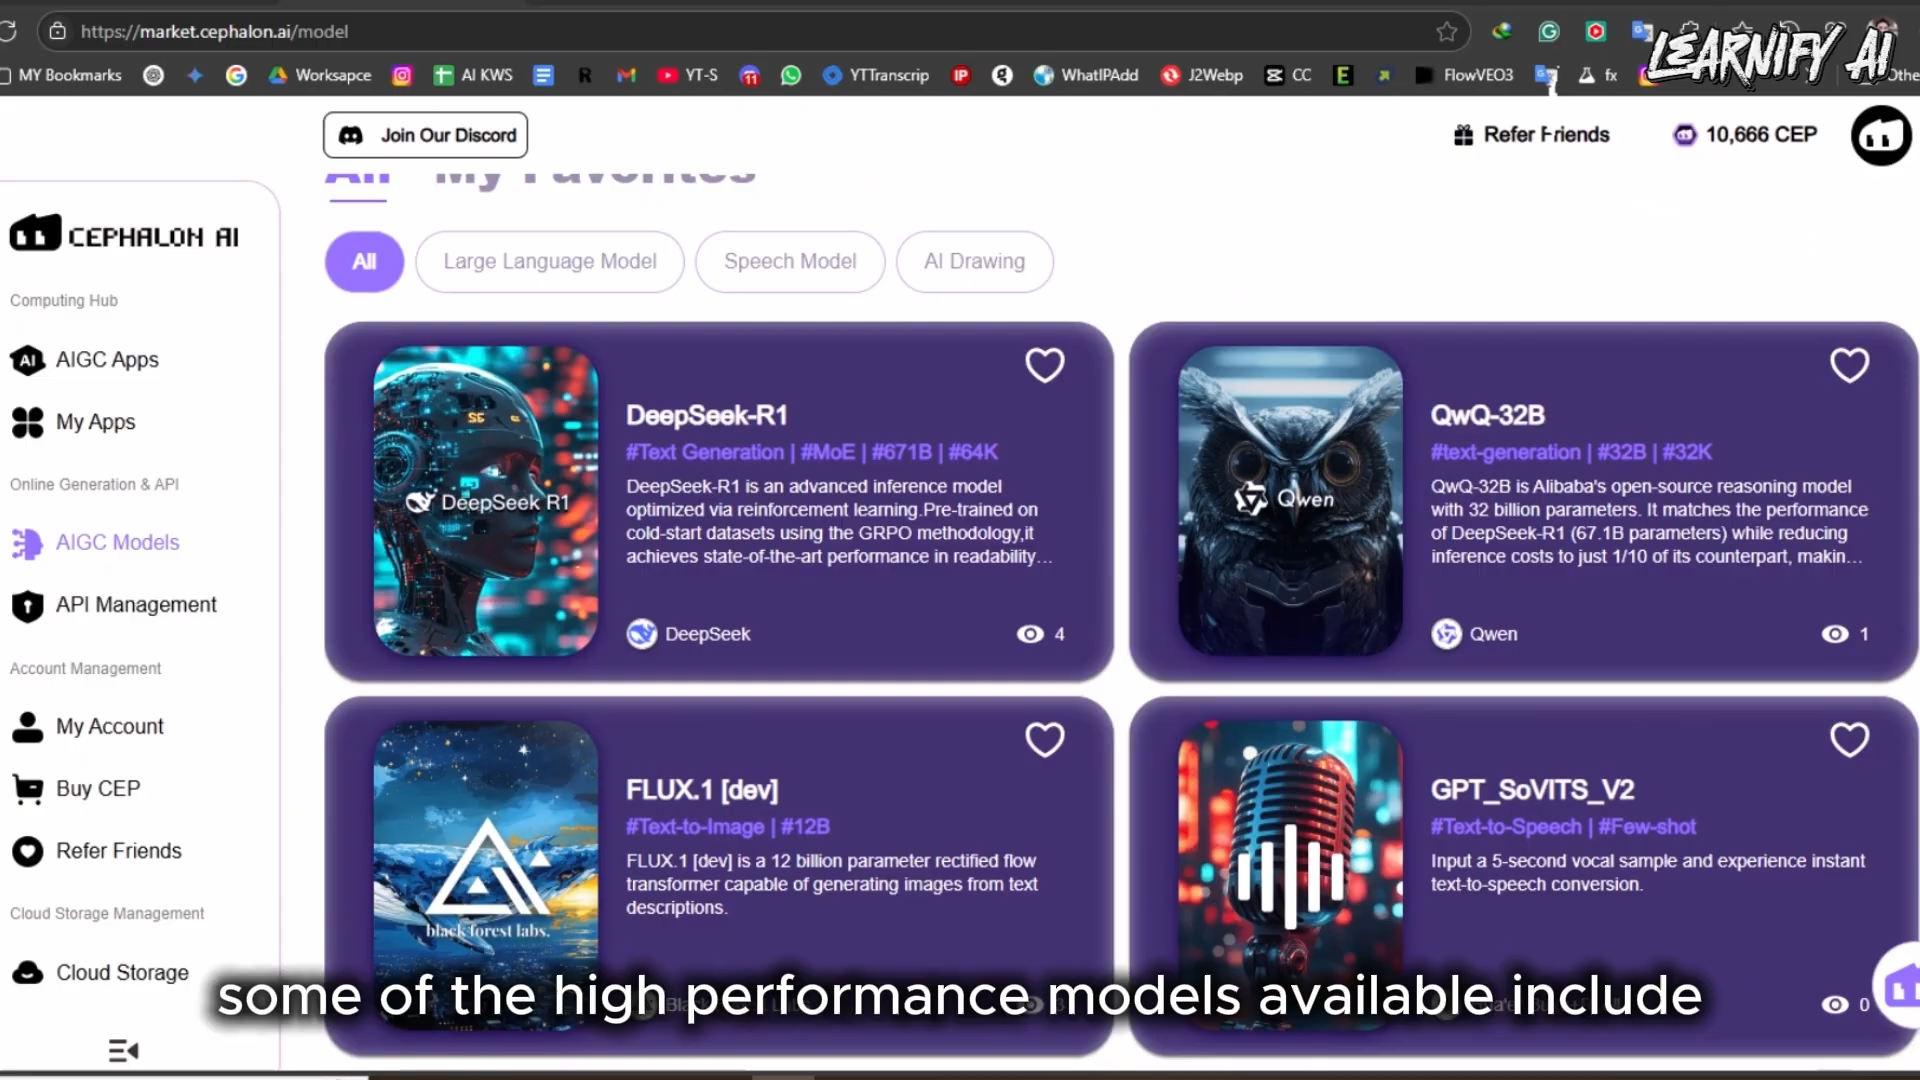 https://market.cephalon.ai/model
LEARNIFY AI
MY Bookmarks
Worksapce
AI KWS
YT-S
11
YTTranscrip
IP
WhatIPAdd
J2Webp
CC
E
FlowVEO3
fx
Othe
Join Our Discord
Refer Friends
10,666 CEP
All
My Favorites
CEPHALON AI
Computing Hub
AIGC Apps
My Apps
Online Generation & API
AIGC Models
API Management
Account Management
My Account
Buy CEP
Refer Friends
Cloud Storage Management
Cloud Storage
All
Large Language Model
Speech Model
AI Drawing
DeepSeek R1
DeepSeek-R1
#Text Generation | #MoE | #671B | #64K
DeepSeek-R1 is an advanced inference model
optimized via reinforcement learning.Pre-trained on
cold-start datasets using the GRPO methodology,it
achieves state-of-the-art performance in readability…
DeepSeek
4
Qwen
QwQ-32B
#text-generation | #32B | #32K
QwQ-32B is Alibaba's open-source reasoning model
with 32 billion parameters. It matches the performance
of DeepSeek-R1 (67.1B parameters) while reducing
inference costs to just 1/10 of its counterpart, makin…
Qwen
1
black forest labs.
FLUX.1 [dev]
#Text-to-Image | #12B
FLUX.1 [dev] is a 12 billion parameter rectified flow
transformer capable of generating images from text
descriptions.
GPT_SoVITS_V2
#Text-to-Speech | #Few-shot
Input a 5-second vocal sample and experience instant
text-to-speech conversion.
0
some of the high performance models available include